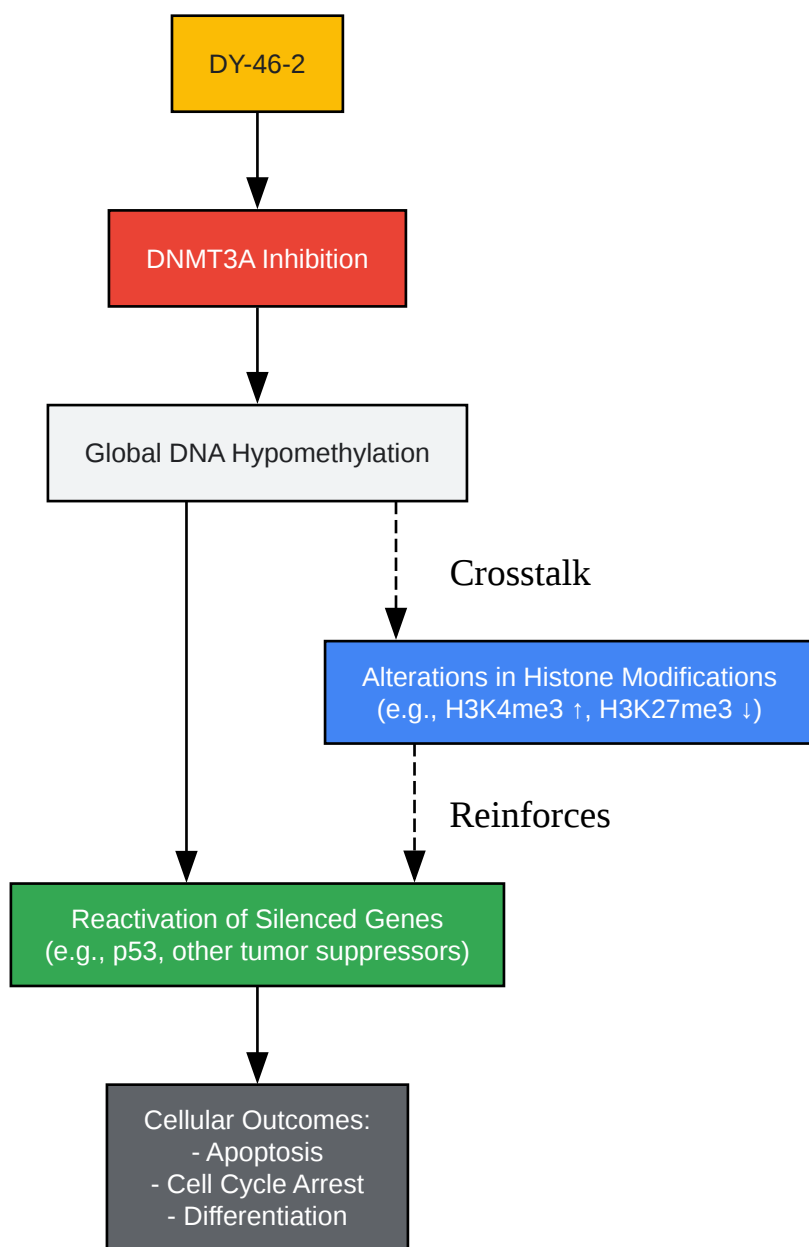 DY-46-2
DNMT3A Inhibition
Global DNA Hypomethylation
Crosstalk
Alterations in Histone Modifications
(e.g., H3K4me3 ↑, H3K27me3 ↓)
Reinforces
Reactivation of Silenced Genes
(e.g., p53, other tumor suppressors)
Cellular Outcomes:
- Apoptosis
- Cell Cycle Arrest
- Differentiation